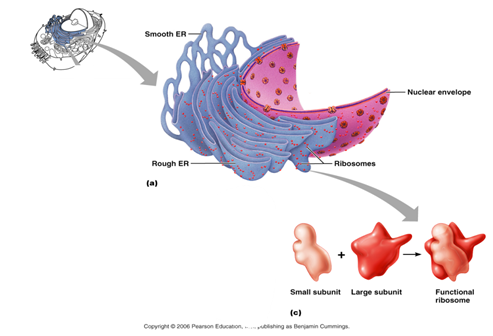 Smooth ER
Nuclear envelope
Rough ER
Ribosomes
(a)
+
Small subunit
Large subunit
Functional
ribosome
(c)
Copyright © 2006 Pearson Education, publishing as Benjamin Cummings.